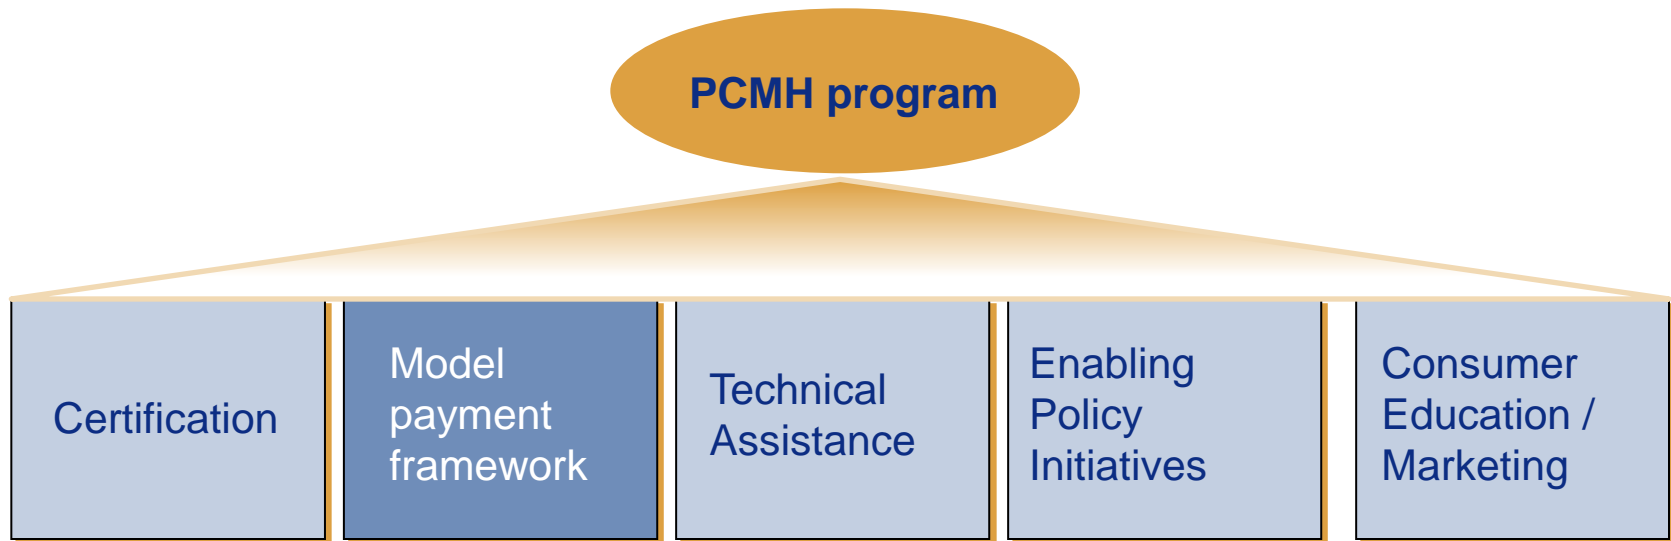 PCMH program
Certification
Model
payment
framework
Technical
Assistance
Enabling
Policy
Initiatives
Consumer
Education /
Marketing